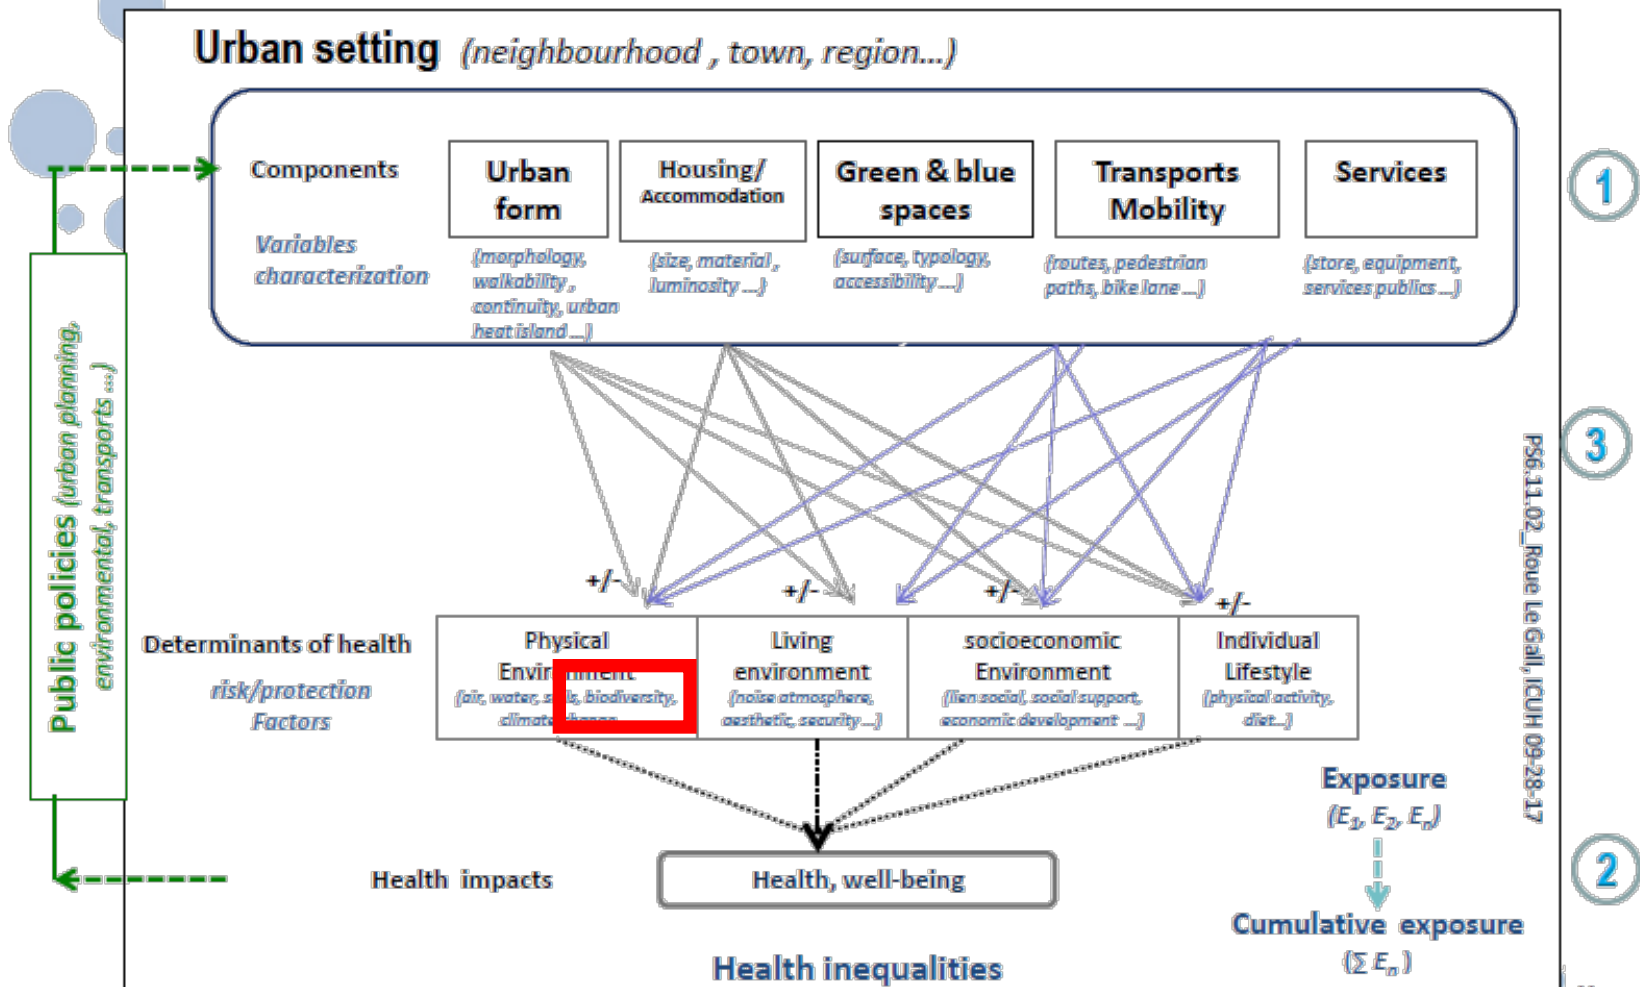 Urban setting (neighbourhood , town, region...)
Components
Urban
form
Housing/
Accommodation
Green & blue
spaces
Transports
Mobility
Services
Variables
characterization
{morphology,
walkability ,
continuity, urban
heat island ...}
{size, material ,
luminosity ...}
{surface, typology,
accessibility ...}
{routes, pedestrian
paths, bike lane ...}
{store, equipment,
services publics ...}
1
3
2
Public policies (urban planning,
environmental, transports ...)
+/-
+/-
+/-
+/-
Determinants of health
risk/protection
Factors
Physical
Environment
{air, water, soils, biodiversity,
climate change
Living
environment
{noise atmosphere,
aesthetic, security ...}
socioeconomic
Environment
{lien social, social support,
economic development ...}
Individual
Lifestyle
{physical activity,
diet...}
PS6.11.02_Roue Le Gall, ICUH 09-28-17
Exposure
(E1, E2, En)
Health impacts
Health, well-being
Cumulative exposure
(∑ En )
Health inequalities